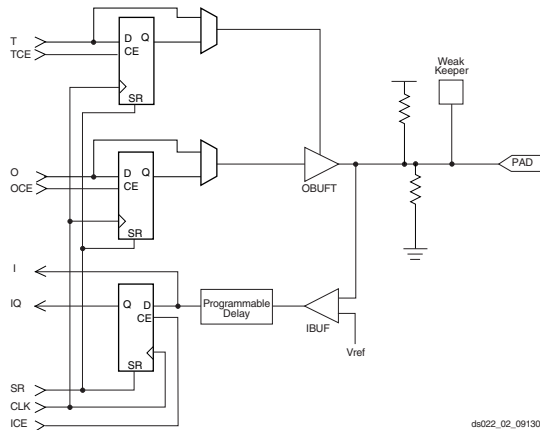 T
TCE
D Q
CE
SR
Weak
Keeper
PAD
O
OCE
D Q
CE
SR
OBUFT
I
IQ
Q D
CE
SR
Programmable
Delay
IBUF
Vref
SR
CLK
ICE
ds022_02_09130